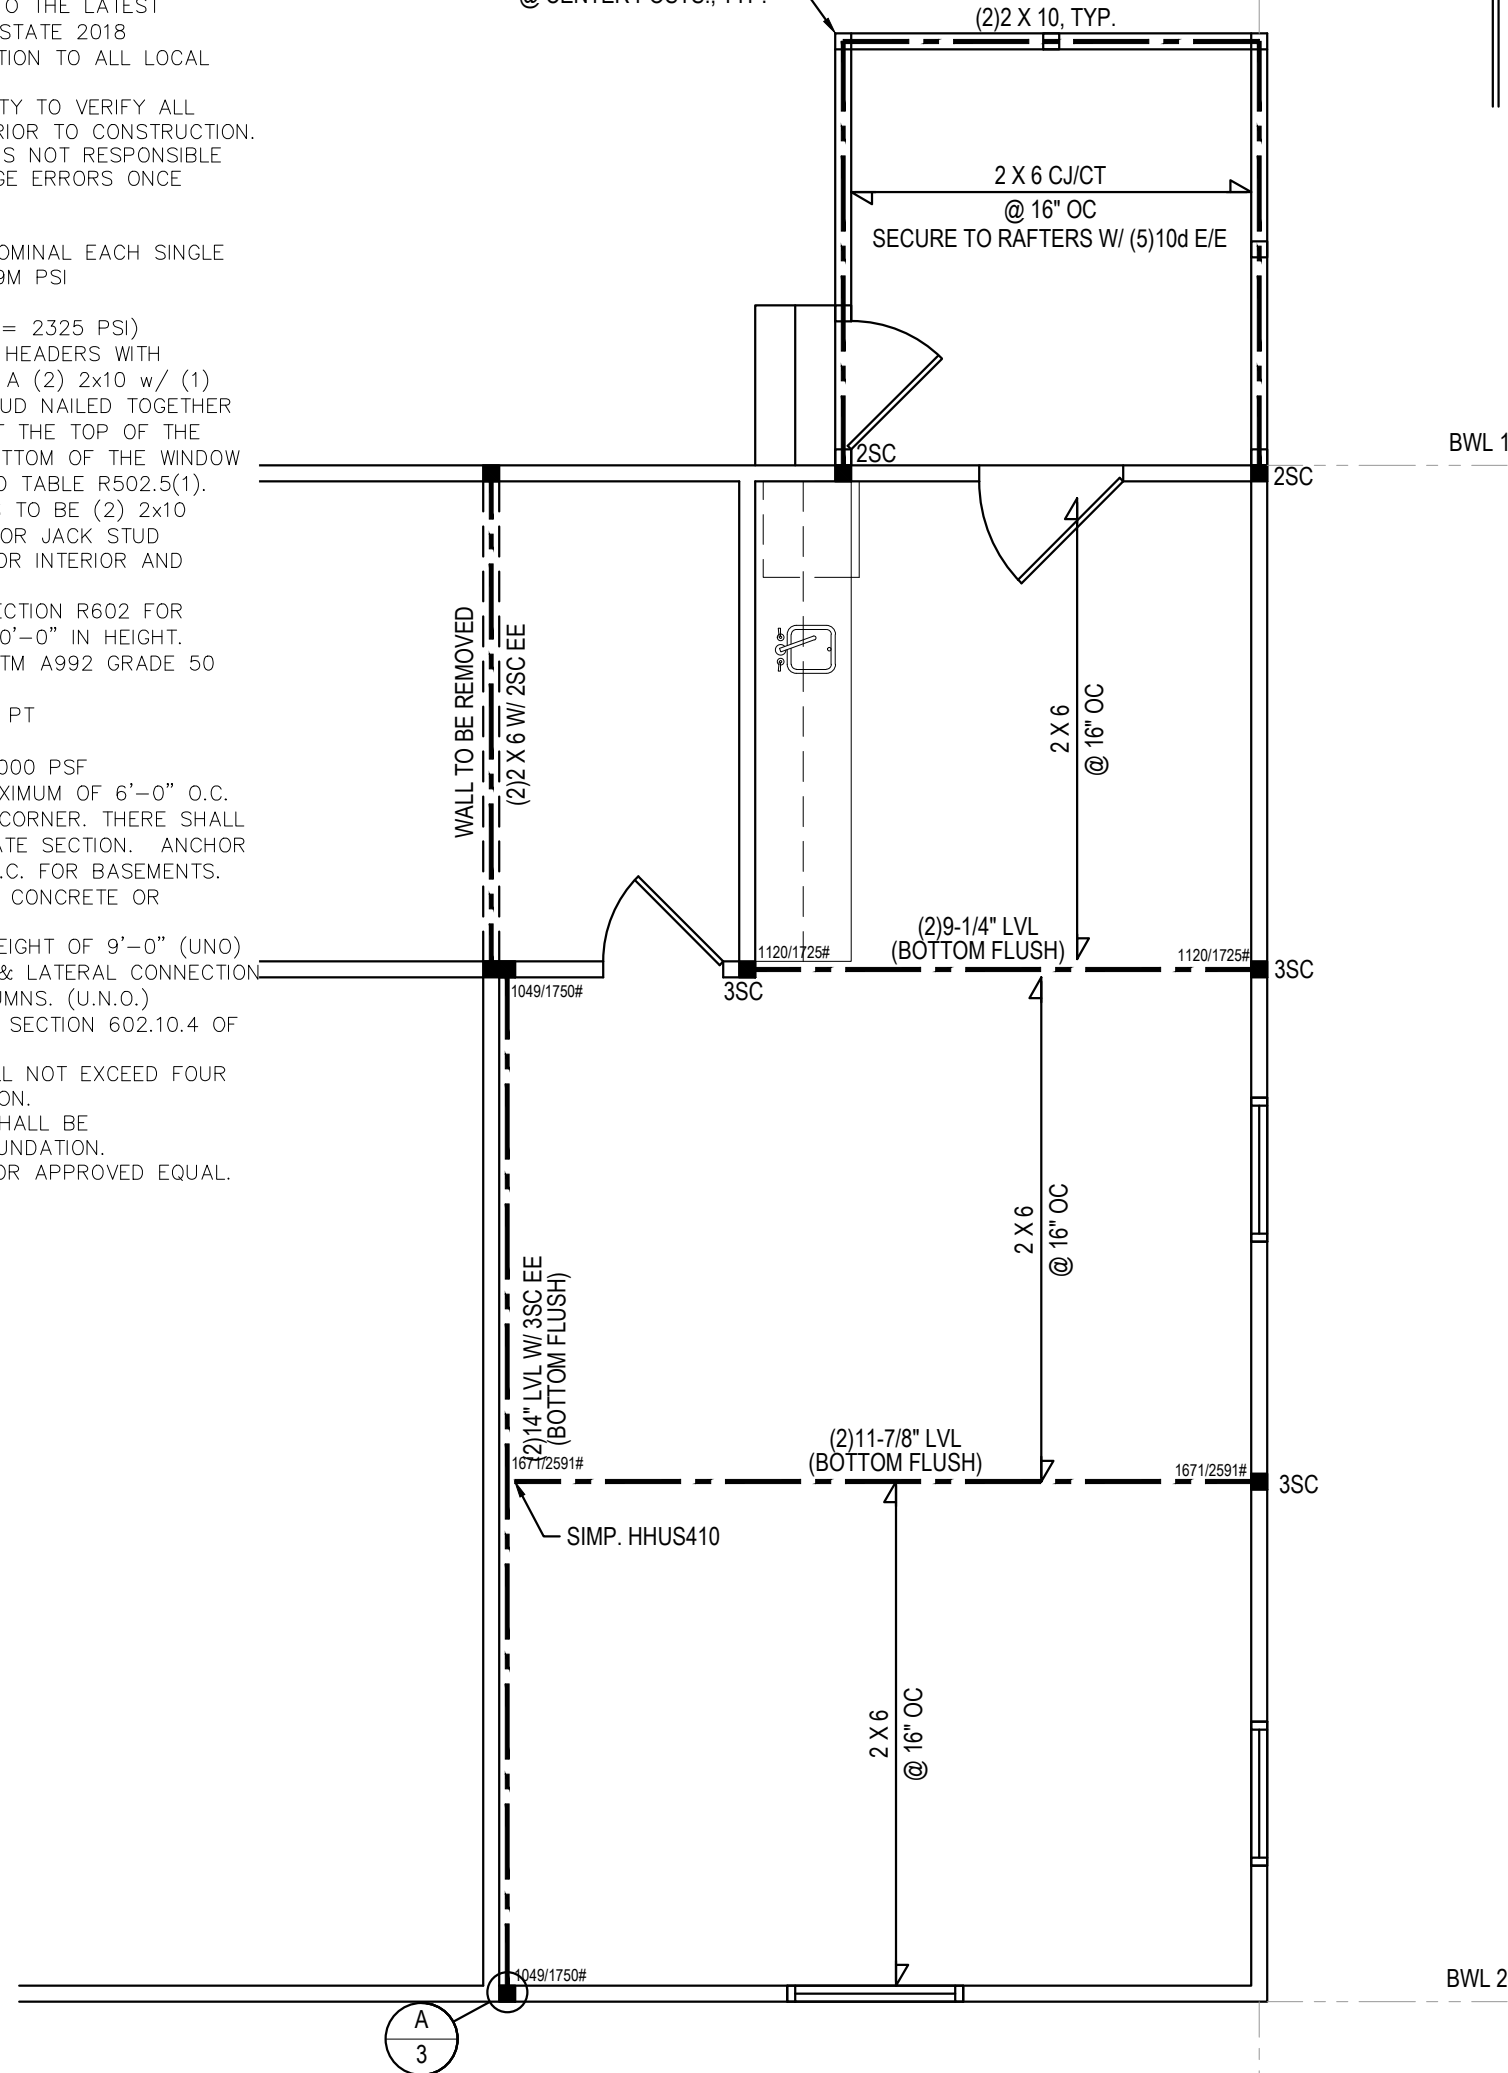 O THE LATEST
STATE 2018
TION TO ALL LOCAL
TY TO VERIFY ALL
RIOR TO CONSTRUCTION.
S NOT RESPONSIBLE
GE ERRORS ONCE
OMINAL EACH SINGLE
9M PSI
= 2325 PSI)
HEADERS WITH
A (2) 2x10 w/ (1)
UD NAILED TOGETHER
T THE TOP OF THE
TTOM OF THE WINDOW
D TABLE R502.5(1).
S TO BE (2) 2x10
OR JACK STUD
OR INTERIOR AND
ECTION R602 FOR
0'-0" IN HEIGHT.
TM A992 GRADE 50
PT
000 PSF
XIMUM OF 6'-0" O.C.
CORNER. THERE SHALL
ATE SECTION. ANCHOR
.C. FOR BASEMENTS.
CONCRETE OR
EIGHT OF 9'-0" (UNO)
& LATERAL CONNECTION
UMNS. (U.N.O.)
SECTION 602.10.4 OF
LL NOT EXCEED FOUR
ON.
SHALL BE
UNDATION.
OR APPROVED EQUAL.
@ CENTER POSTS., TYP.
(2)2 X 10, TYP.
2 X 6 CJ/CT
@ 16" OC
SECURE TO RAFTERS W/ (5)10d E/E
2SC
2SC
BWL 1
WALL TO BE REMOVED
(2)2 X 6 W/ 2SC EE
2 X 6
@ 16" OC
(2)9-1/4" LVL
(BOTTOM FLUSH)
1120/1725#
1120/1725#
3SC
3SC
1049/1750#
2 X 6
@ 16" OC
(2)14" LVL W/ 3SC EE
(BOTTOM FLUSH)
(2)11-7/8" LVL
(BOTTOM FLUSH)
1671/2591#
1671/2591#
3SC
SIMP. HHUS410
2 X 6
@ 16" OC
1049/1750#
BWL 2
A
3